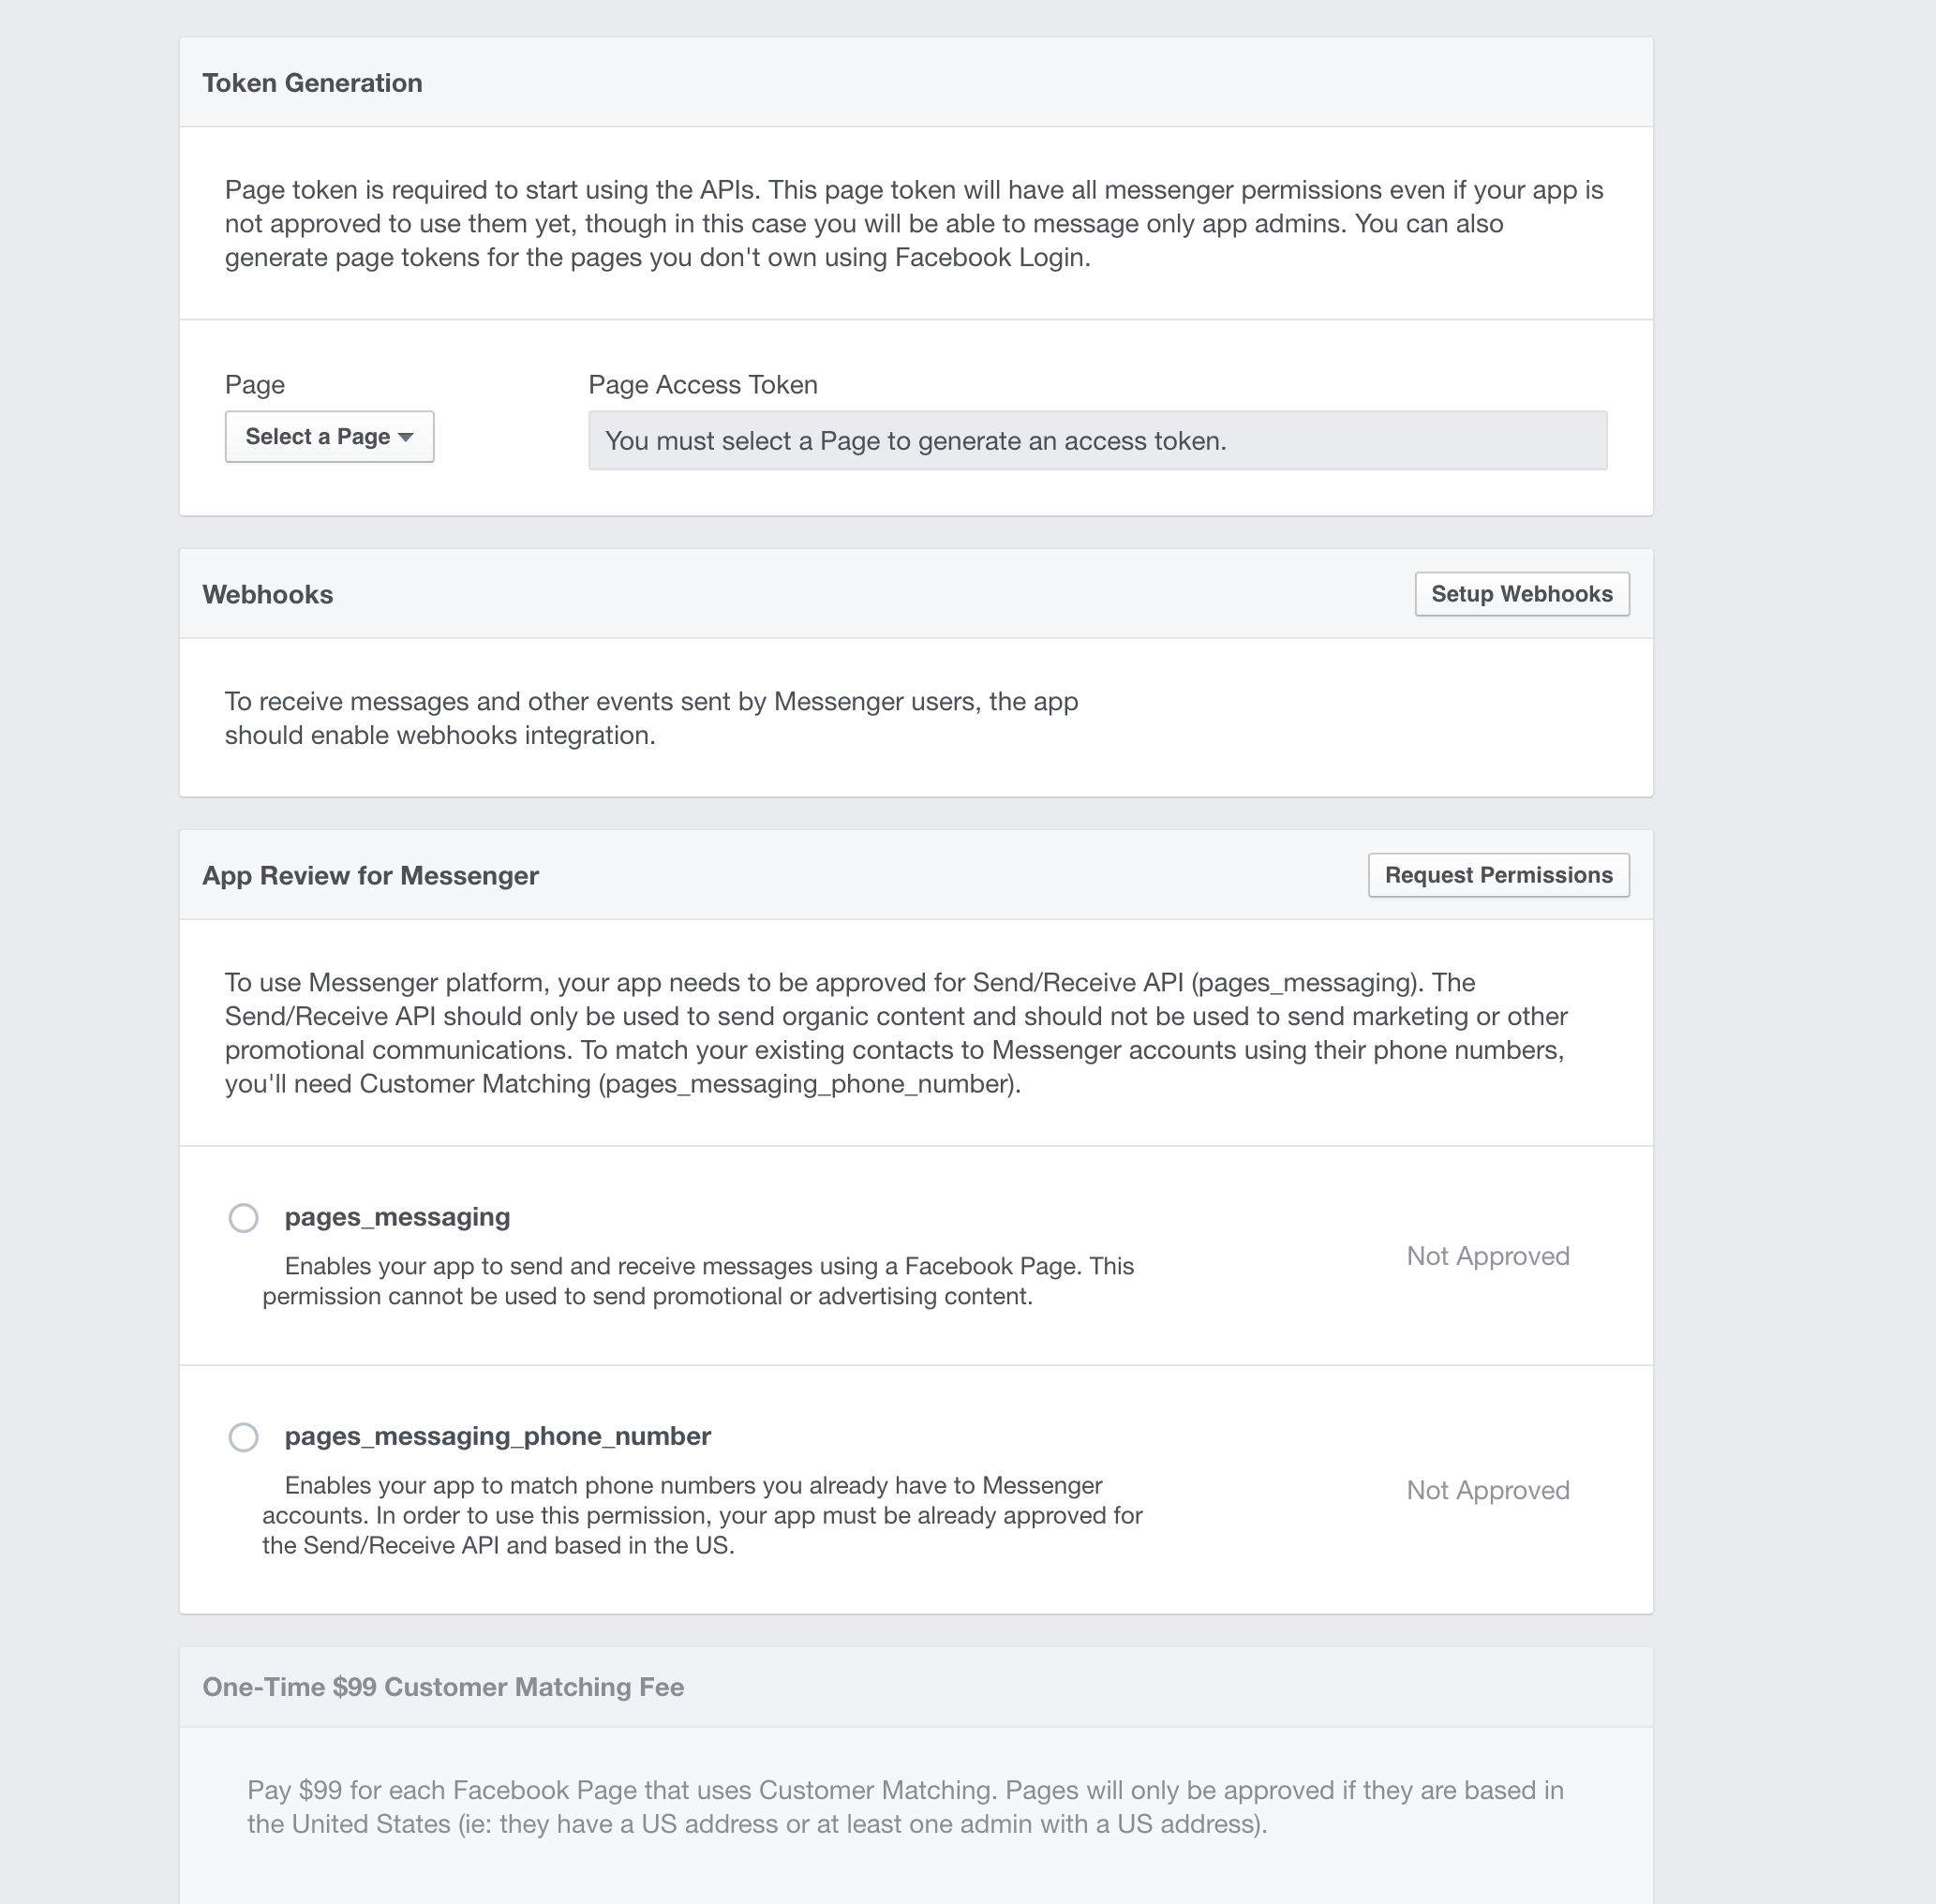 Token Generation
Page token is required to start using the APIs. This page token will have all messenger permissions even if your app is
not approved to use them yet, though in this case you will be able to message only app admins. You can also
generate page tokens for the pages you don't own using Facebook Login.
Page
Page Access Token
Select a Page
You must select a Page to generate an access token.
Webhooks
Setup Webhooks
To receive messages and other events sent by Messenger users, the app
should enable webhooks integration.
App Review for Messenger
Request Permissions
To use Messenger platform, your app needs to be approved for Send/Receive API (pages_messaging). The
Send/Receive API should only be used to send organic content and should not be used to send marketing or other
promotional communications. To match your existing contacts to Messenger accounts using their phone numbers,
you'll need Customer Matching (pages_messaging_phone_number).
pages_messaging
Enables your app to send and receive messages using a Facebook Page. This
permission cannot be used to send promotional or advertising content.
Not Approved
pages_messaging_phone_number
Enables your app to match phone numbers you already have to Messenger
accounts. In order to use this permission, your app must be already approved for
the Send/Receive API and based in the US.
Not Approved
One-Time $99 Customer Matching Fee
Pay $99 for each Facebook Page that uses Customer Matching. Pages will only be approved if they are based in
the United States (ie: they have a US address or at least one admin with a US address).